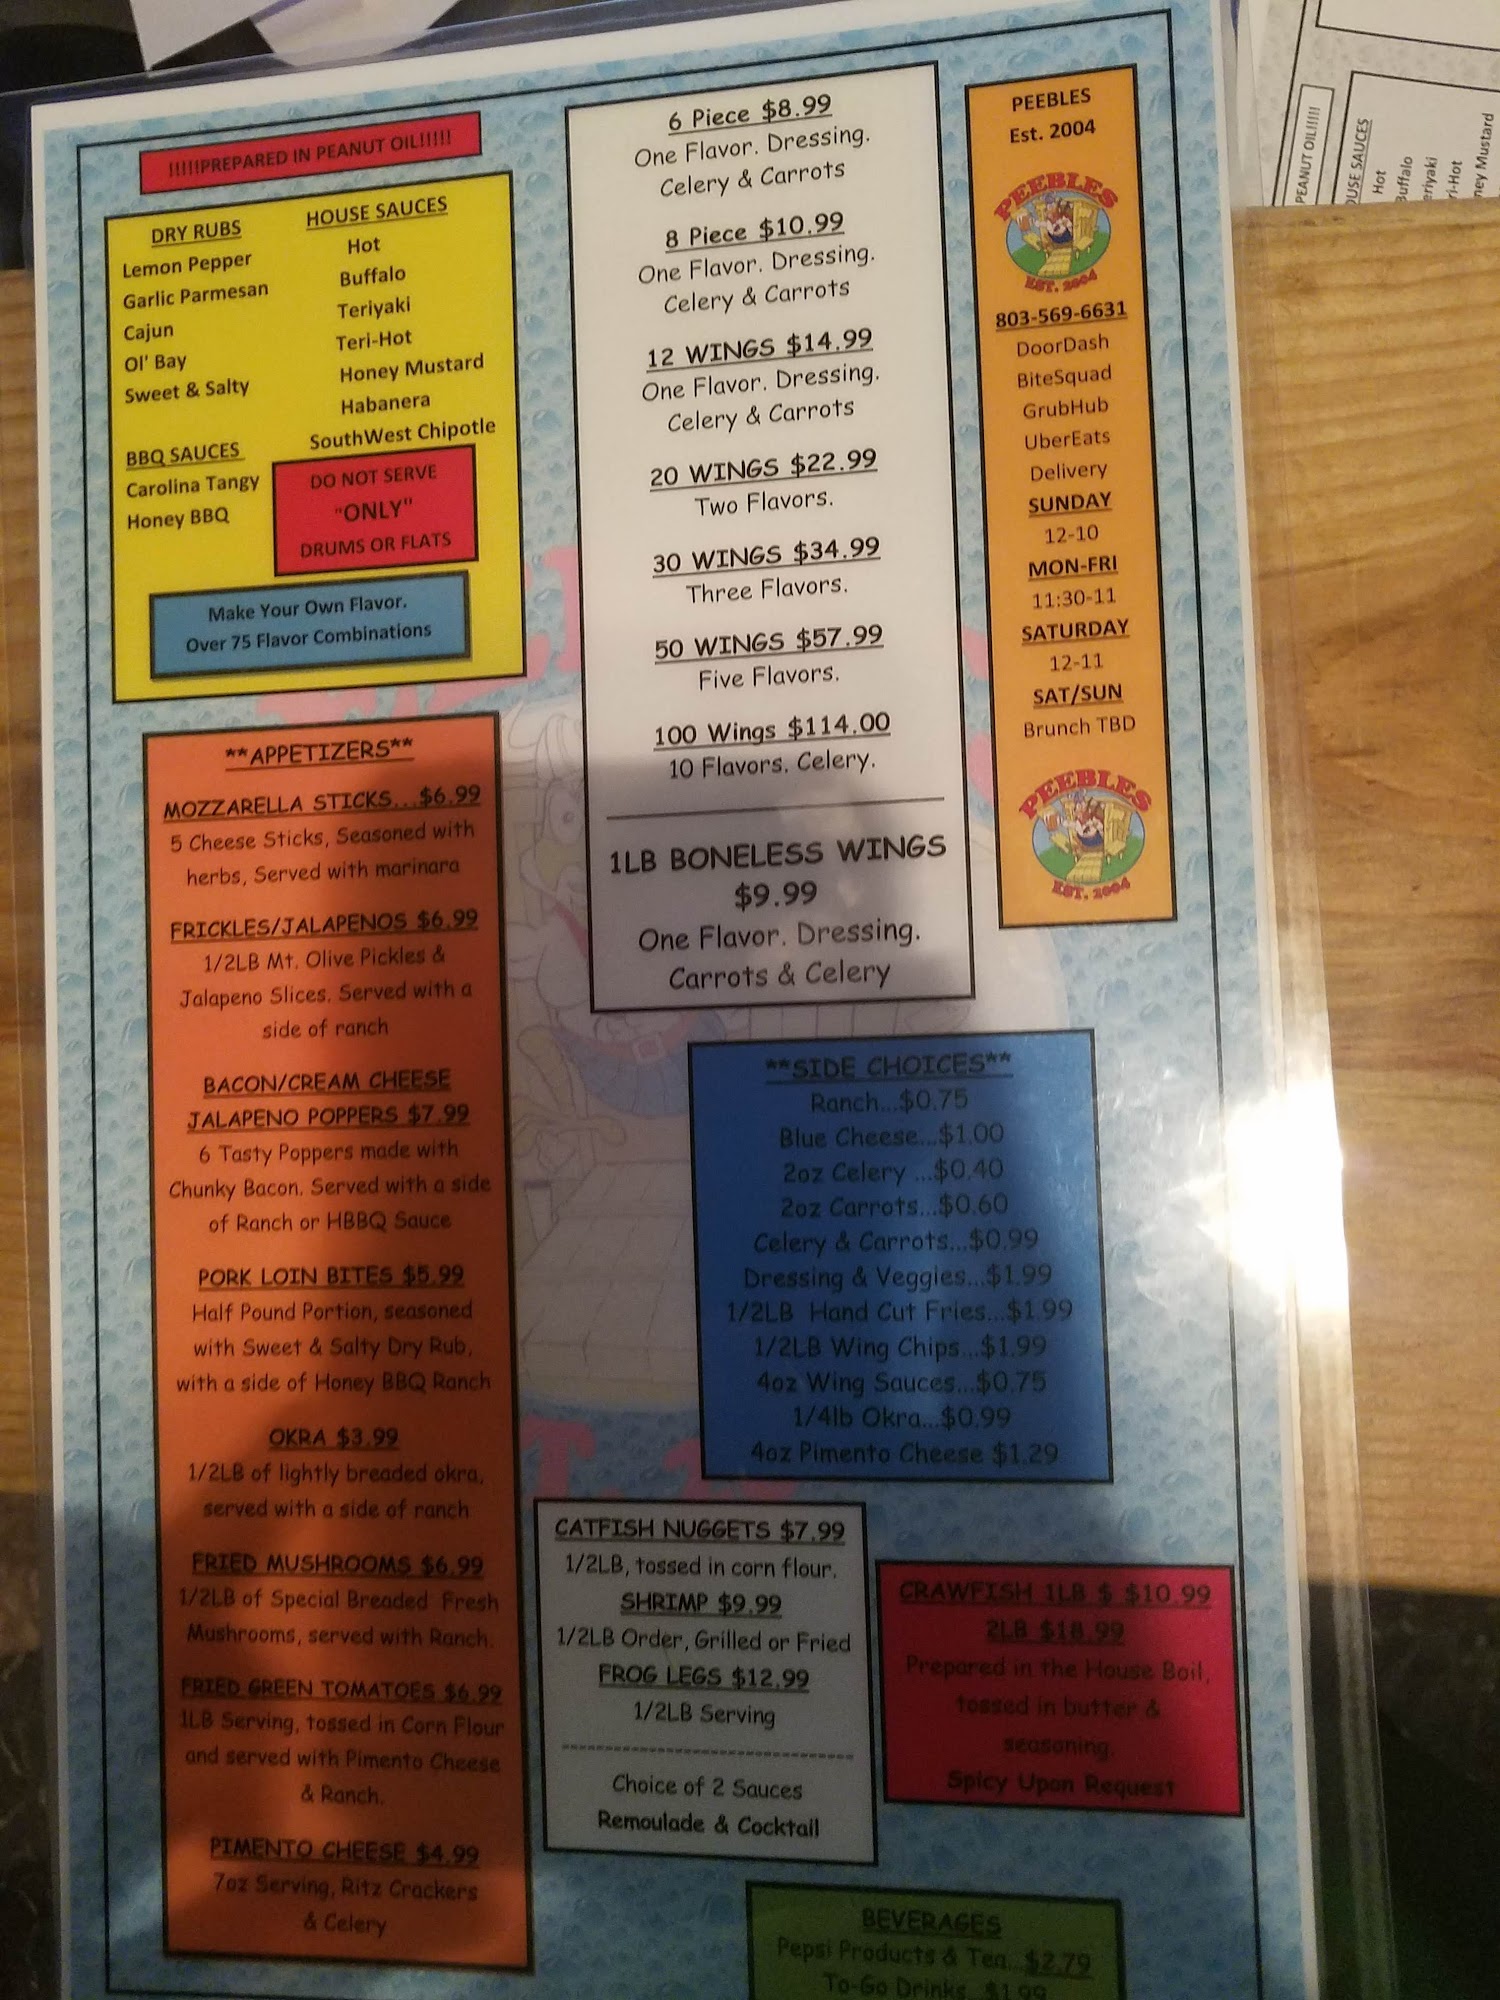 !!!!!PREPARED IN PEANUT OIL!!!!!
DRY RUBS
Lemon Pepper
Garlic Parmesan
Cajun
Ol' Bay
Sweet & Salty
BBQ SAUCES
Carolina Tangy
Honey BBQ
HOUSE SAUCES
Hot
Buffalo
Teriyaki
Teri-Hot
Honey Mustard
Habanera
SouthWest Chipotle
DO NOT SERVE
"ONLY"
DRUMS OR FLATS
Make Your Own Flavor.
Over 75 Flavor Combinations
**APPETIZERS**
MOZZARELLA STICKS...$6.99
5 Cheese Sticks, Seasoned with
herbs, Served with marinara
FRICKLES/JALAPENOS $6.99
1/2LB Mt. Olive Pickles &
Jalapeno Slices. Served with a
side of ranch
BACON/CREAM CHEESE
JALAPENO POPPERS $7.99
6 Tasty Poppers made with
Chunky Bacon. Served with a side
of Ranch or HBBQ Sauce
PORK LOIN BITES $5.99
Half Pound Portion, seasoned
with Sweet & Salty Dry Rub,
with a side of Honey BBQ Ranch
OKRA $3.99
1/2LB of lightly breaded okra,
served with a side of ranch
FRIED MUSHROOMS $6.99
1/2LB of Special Breaded Fresh
Mushrooms, served with Ranch.
FRIED GREEN TOMATOES $6.99
1LB Serving, tossed in Corn Flour
and served with Pimento Cheese
& Ranch.
PIMENTO CHEESE $4.99
7oz Serving, Ritz Crackers
& Celery
6 Piece $8.99
One Flavor. Dressing.
Celery & Carrots
8 Piece $10.99
One Flavor. Dressing.
Celery & Carrots
12 WINGS $14.99
One Flavor. Dressing.
Celery & Carrots
20 WINGS $22.99
Two Flavors.
30 WINGS $34.99
Three Flavors.
50 WINGS $57.99
Five Flavors.
100 Wings $114.00
10 Flavors. Celery.
1LB BONELESS WINGS
$9.99
One Flavor. Dressing.
Carrots & Celery
PEEBLES
Est. 2004
PEEBLES
EST. 2004
803-569-6631
DoorDash
BiteSquad
GrubHub
UberEats
Delivery
SUNDAY
12-10
MON-FRI
11:30-11
SATURDAY
12-11
SAT/SUN
Brunch TBD
PEEBLES
EST. 2004
**SIDE CHOICES**
Ranch...$0.75
Blue Cheese...$1.00
2oz Celery ...$0.40
2oz Carrots...$0.60
Celery & Carrots...$0.99
Dressing & Veggies...$1.99
1/2LB Hand Cut Fries...$1.99
1/2LB Wing Chips...$1.99
4oz Wing Sauces...$0.75
1/4lb Okra...$0.99
4oz Pimento Cheese $1.29
CATFISH NUGGETS $7.99
1/2LB, tossed in corn flour.
SHRIMP $9.99
1/2LB Order, Grilled or Fried
FROG LEGS $12.99
1/2LB Serving
Choice of 2 Sauces
Remoulade & Cocktail
CRAWFISH 1LB $ $10.99
2LB $18.99
Prepared in the House Boil,
tossed in butter &
seasoning.
Spicy Upon Request
BEVERAGES
Pepsi Products & Tea...$2.79
To-Go Drinks...$1.99
PEANUT OIL!!!!!
OUSE SAUCES
Hot
Buffalo
eriyaki
ri-Hot
ney Mustard